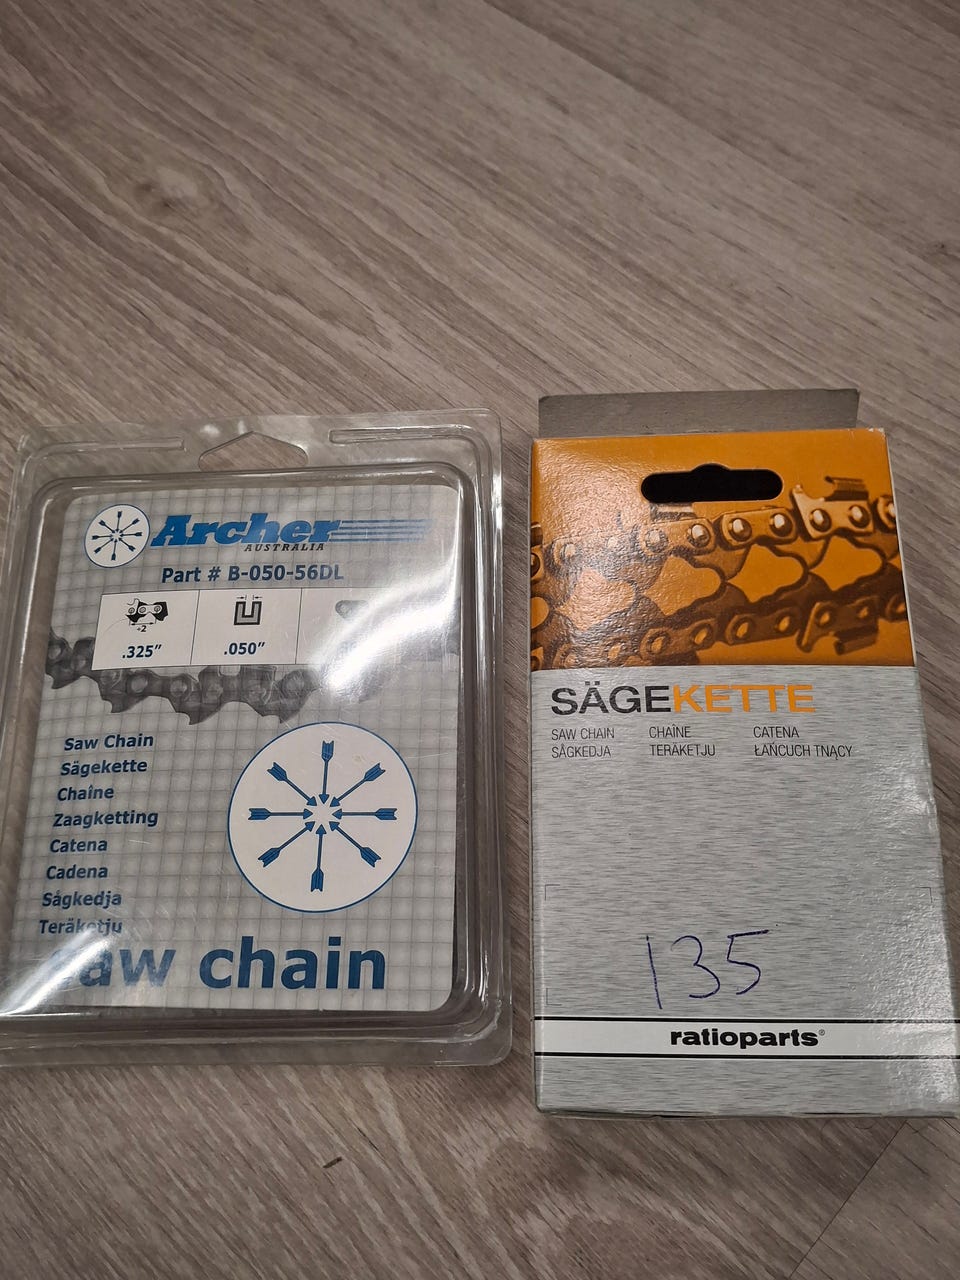 Archer
AUSTRALIA
Part # B-050-56DL
÷2
.325"
.050"
Saw Chain
Sägekette
Chaîne
Zaagketting
Catena
Cadena
Sågkedja
Teräketju
saw chain
SÄGEKETTE
SAW CHAIN CHAÎNE CATENA
SÅGKEDJA TERÄKETJU ŁAŃCUCH TNĄCY
135
ratioparts®